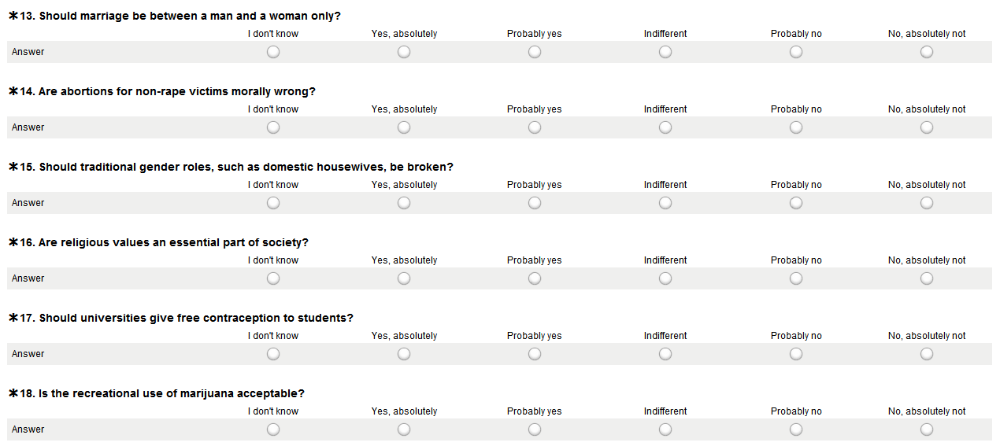 *13. Should marriage be between a man and a woman only?
I don't know Yes, absolutely Probably yes Indifferent Probably no No, absolutely not
Answer
*14. Are abortions for non-rape victims morally wrong?
I don't know Yes, absolutely Probably yes Indifferent Probably no No, absolutely not
Answer
*15. Should traditional gender roles, such as domestic housewives, be broken?
I don't know Yes, absolutely Probably yes Indifferent Probably no No, absolutely not
Answer
*16. Are religious values an essential part of society?
I don't know Yes, absolutely Probably yes Indifferent Probably no No, absolutely not
Answer
*17. Should universities give free contraception to students?
I don't know Yes, absolutely Probably yes Indifferent Probably no No, absolutely not
Answer
*18. Is the recreational use of marijuana acceptable?
I don't know Yes, absolutely Probably yes Indifferent Probably no No, absolutely not
Answer